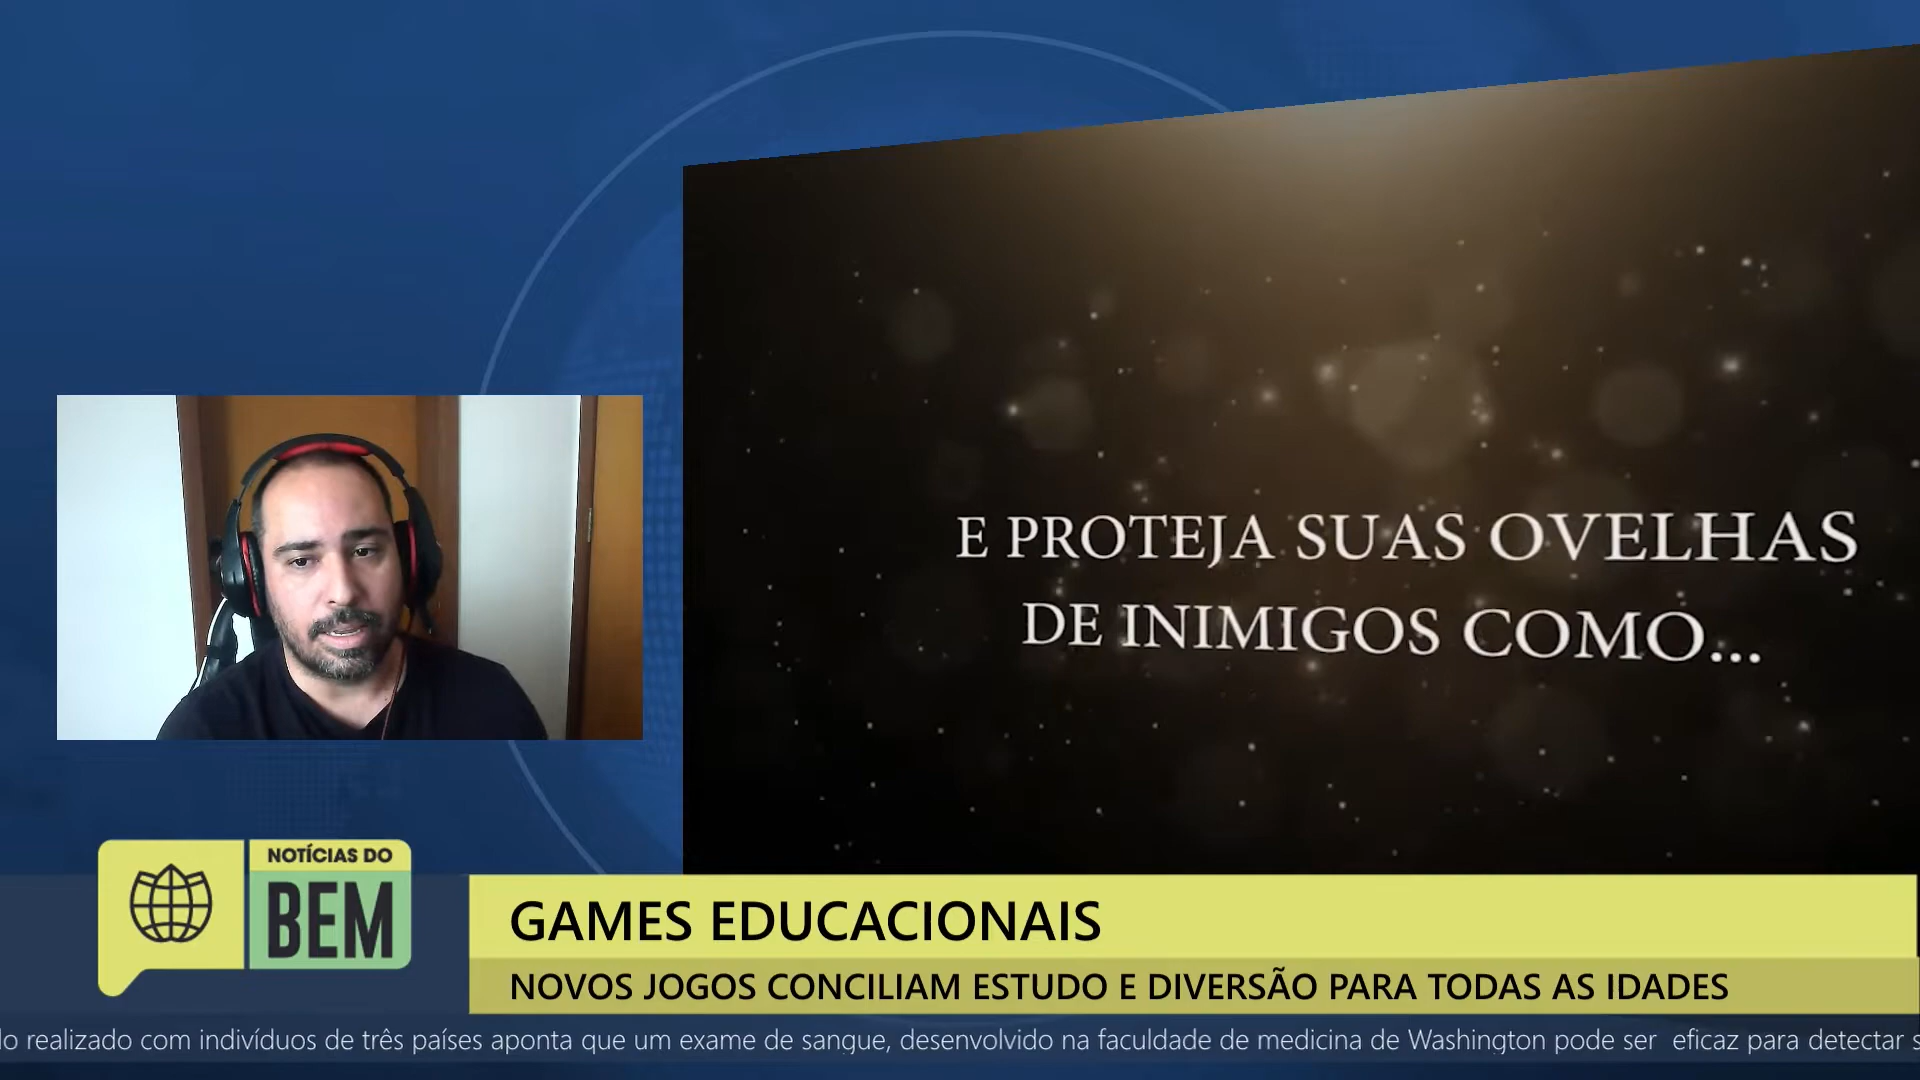 E PROTEJA SUAS OVELHAS
DE INIMIGOS COMO...
NOTÍCIAS DO
BEM
GAMES EDUCACIONAIS
NOVOS JOGOS CONCILIAM ESTUDO E DIVERSÃO PARA TODAS AS IDADES
realizado com indivíduos de três países aponta que um exame de sangue, desenvolvido na faculdade de medicina de Washington pode ser eficaz para detectar